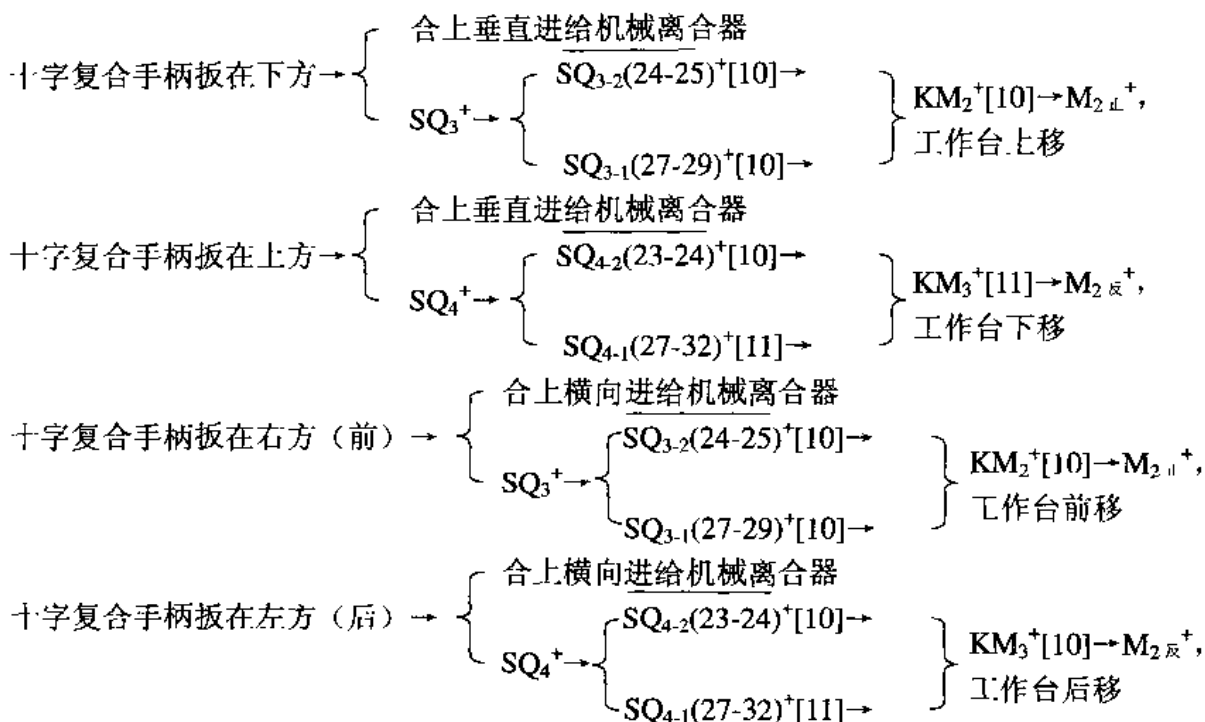 合上垂直进给机械离合器
十字复合手柄扳在下方→
SQ₃⁺→
SQ₃₋₂(24-25)⁺[10]→
SQ₃₋₁(27-29)⁺[10]→
KM₂⁺[10]→M₂正⁺,
工作台上移
合上垂直进给机械离合器
十字复合手柄扳在上方→
SQ₄⁺→
SQ₄₋₂(23-24)⁺[10]→
SQ₄₋₁(27-32)⁺[11]→
KM₃⁺[11]→M₂反⁺,
工作台下移
合上横向进给机械离合器
十字复合手柄扳在右方（前）→
SQ₃⁺→
SQ₃₋₂(24-25)⁺[10]→
SQ₃₋₁(27-29)⁺[10]→
KM₂⁺[10]→M₂正⁺,
工作台前移
合上横向进给机械离合器
十字复合手柄扳在左方（后）→
SQ₄⁺→
SQ₄₋₂(23-24)⁺[10]→
SQ₄₋₁(27-32)⁺[11]→
KM₃⁺[10]→M₂反⁺,
工作台后移